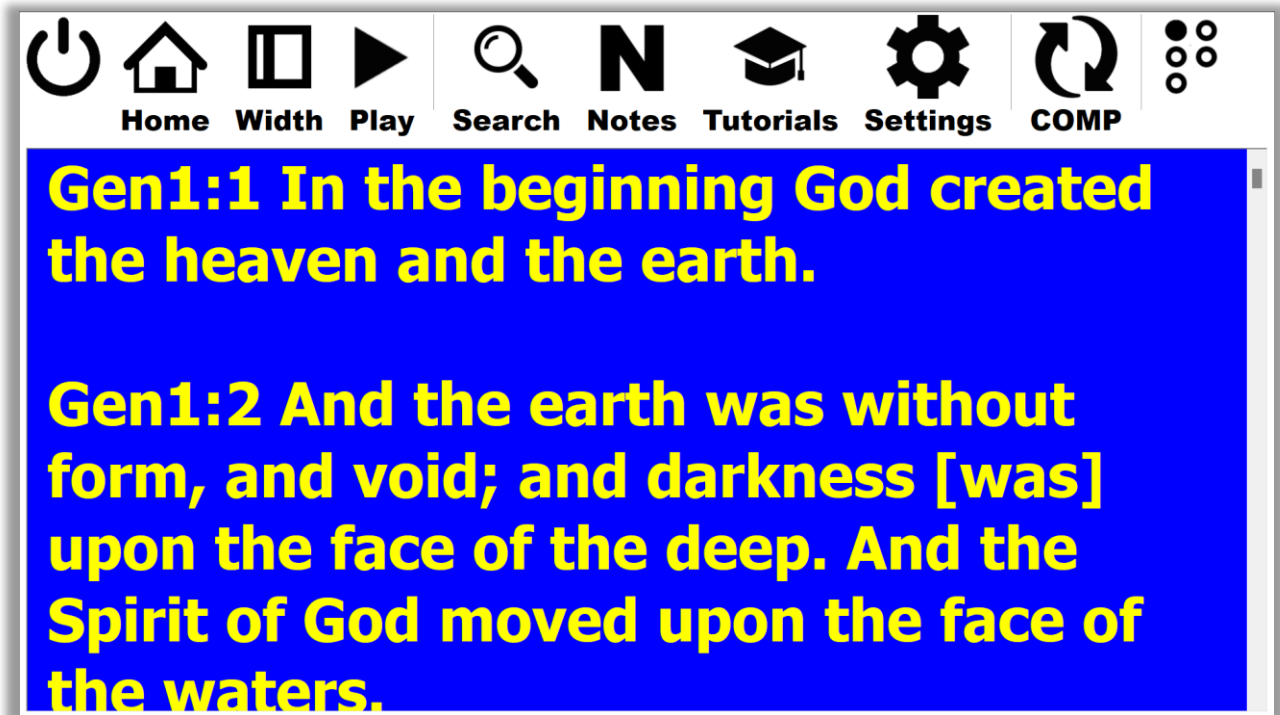 Home Width Play Search Notes Tutorials Settings COMP
Gen1:1 In the beginning God created
the heaven and the earth.
Gen1:2 And the earth was without
form, and void; and darkness [was]
upon the face of the deep. And the
Spirit of God moved upon the face of
the waters.